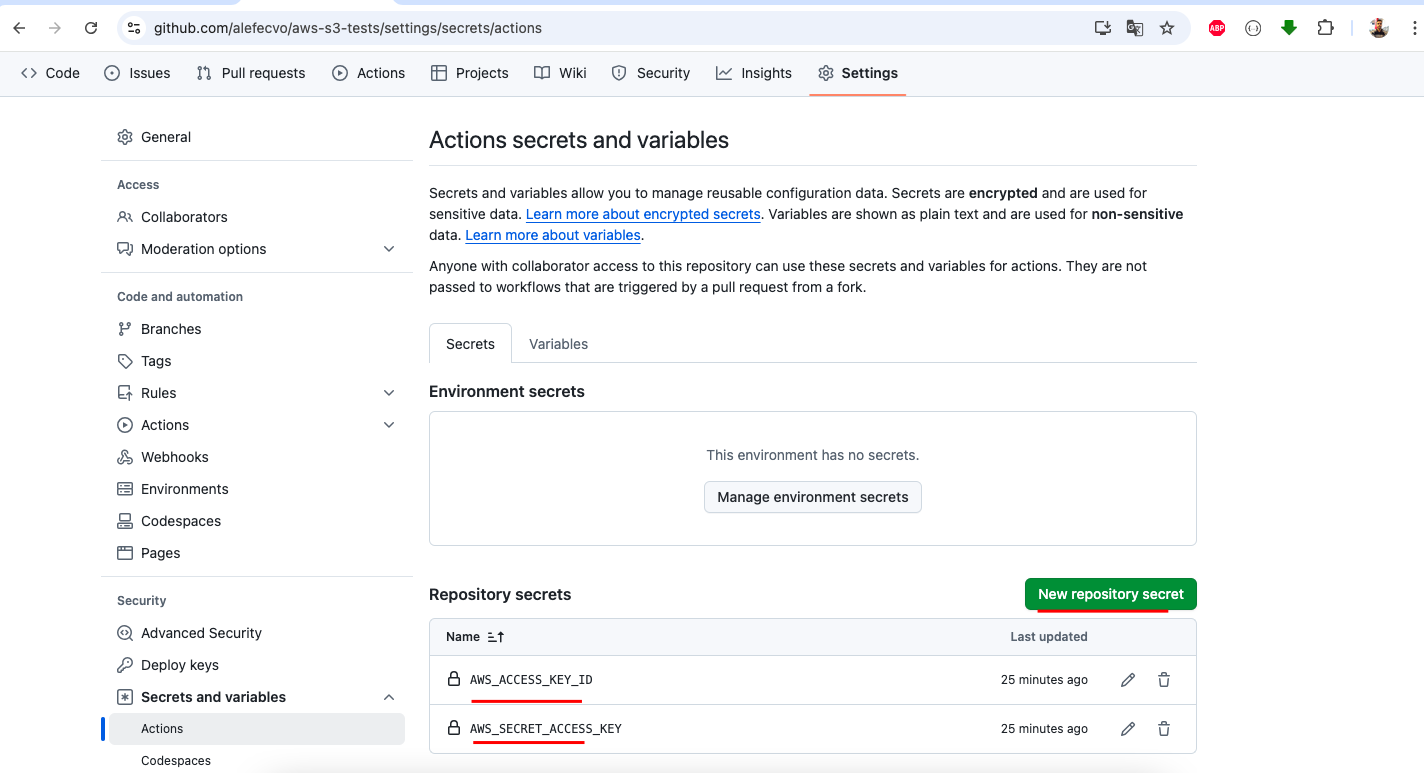 github.com/alefecvo/aws-s3-tests/settings/secrets/actions
ABP
Code
Issues
Pull requests
Actions
Projects
Wiki
Security
Insights
Settings
General
Access
Collaborators
Moderation options
Code and automation
Branches
Tags
Rules
Actions
Webhooks
Environments
Codespaces
Pages
Security
Advanced Security
Deploy keys
Secrets and variables
Actions
Codespaces
Actions secrets and variables
Secrets and variables allow you to manage reusable configuration data. Secrets are encrypted and are used for
sensitive data. Learn more about encrypted secrets. Variables are shown as plain text and are used for non-sensitive
data. Learn more about variables.
Anyone with collaborator access to this repository can use these secrets and variables for actions. They are not
passed to workflows that are triggered by a pull request from a fork.
Secrets
Variables
Environment secrets
This environment has no secrets.
Manage environment secrets
Repository secrets
New repository secret
Name
Last updated
AWS_ACCESS_KEY_ID
25 minutes ago
AWS_SECRET_ACCESS_KEY
25 minutes ago